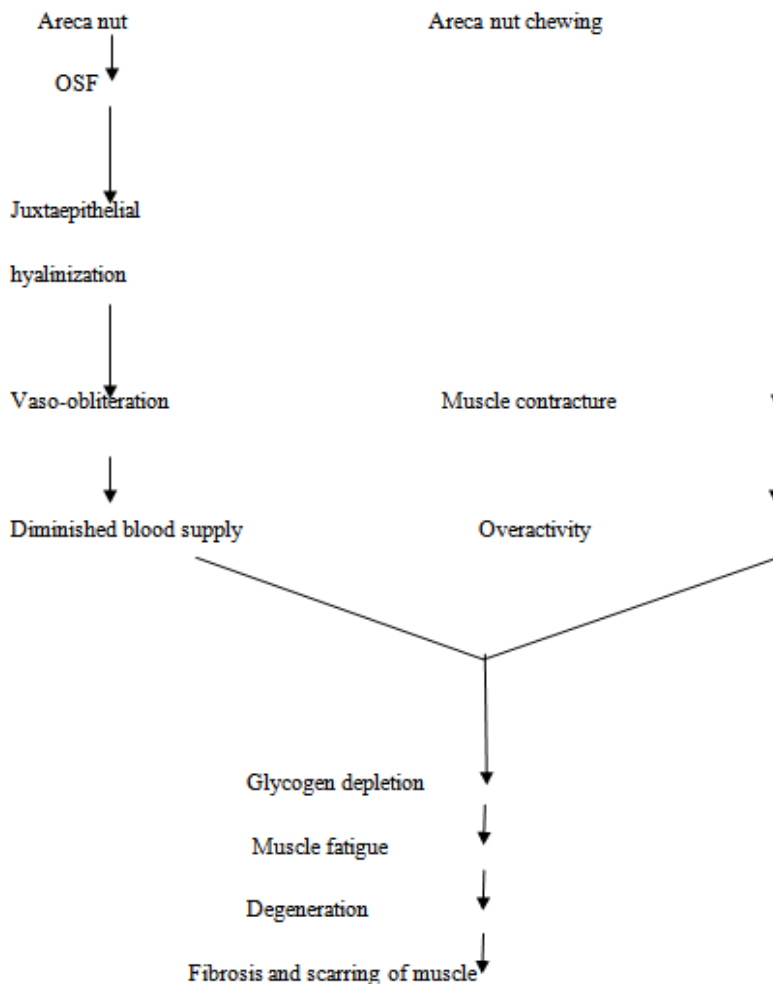 Areca nut
Areca nut chewing
OSF
Juxtaepithelial
hyalinization
Vaso-obliteration
Muscle contracture
Diminished blood supply
Overactivity
Glycogen depletion
Muscle fatigue
Degeneration
Fibrosis and scarring of muscle